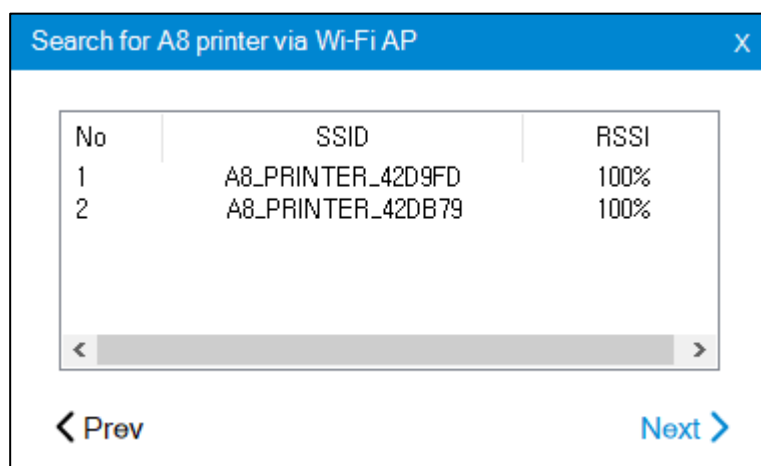 Search for A8 printer via Wi-Fi AP X
No SSID RSSI
1 A8_PRINTER_42D9FD 100%
2 A8_PRINTER_42DB79 100%
Prev Next